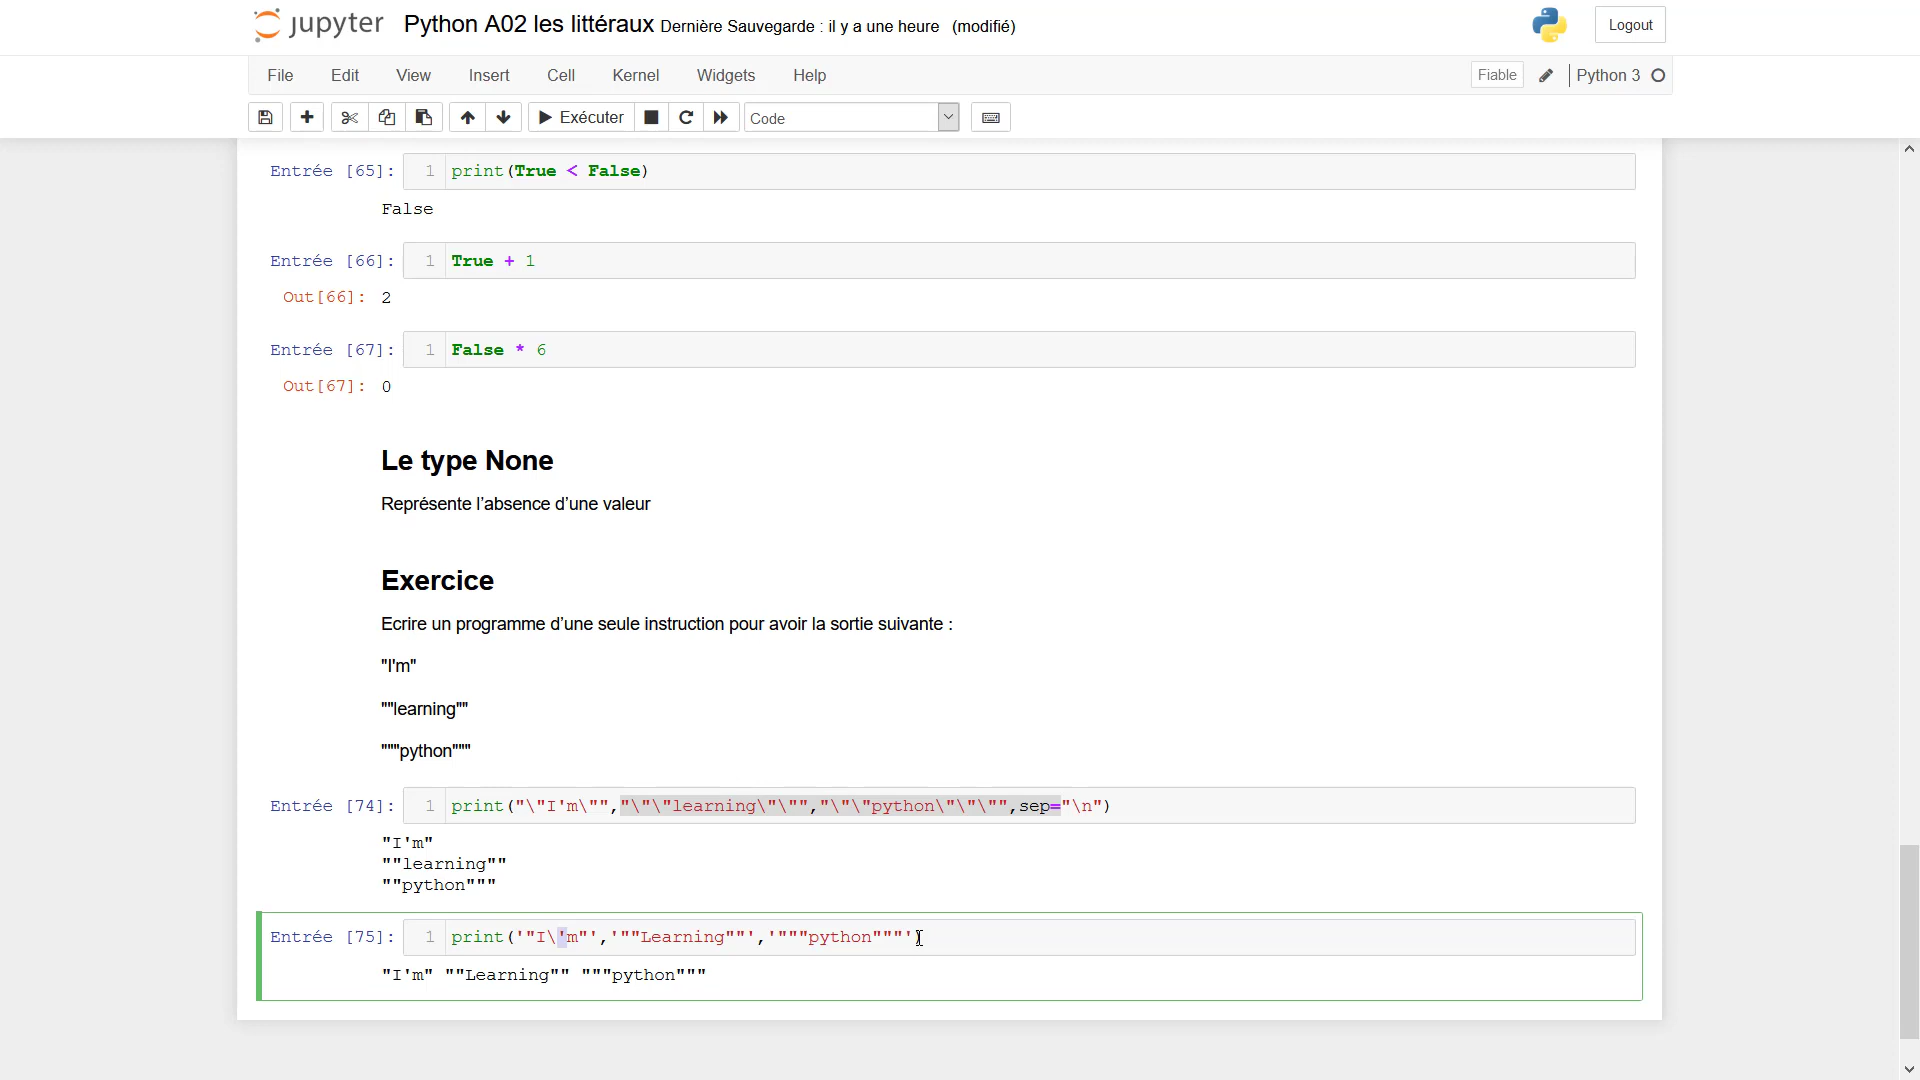 jupyter Python A02 les littéraux Dernière Sauvegarde : il y a une heure (modifié) Logout
File Edit View Insert Cell Kernel Widgets Help Fiable Python 3
Exécuter Code
Entrée [65]: 1 print(True < False)
False
Entrée [66]: 1 True + 1
Out[66]: 2
Entrée [67]: 1 False * 6
Out[67]: 0
Le type None
Représente l’absence d’une valeur
Exercice
Ecrire un programme d’une seule instruction pour avoir la sortie suivante :
"I'm"
""learning""
"""python"""
Entrée [74]: 1 print("\"I'm\"","\"\"learning\"\"","\"\"python\"\"\"",sep="\n")
"I'm"
""learning""
""python"""
Entrée [75]: 1 print('"I\'m"','""Learning""','"""python"""')
"I'm" ""Learning"" """python"""